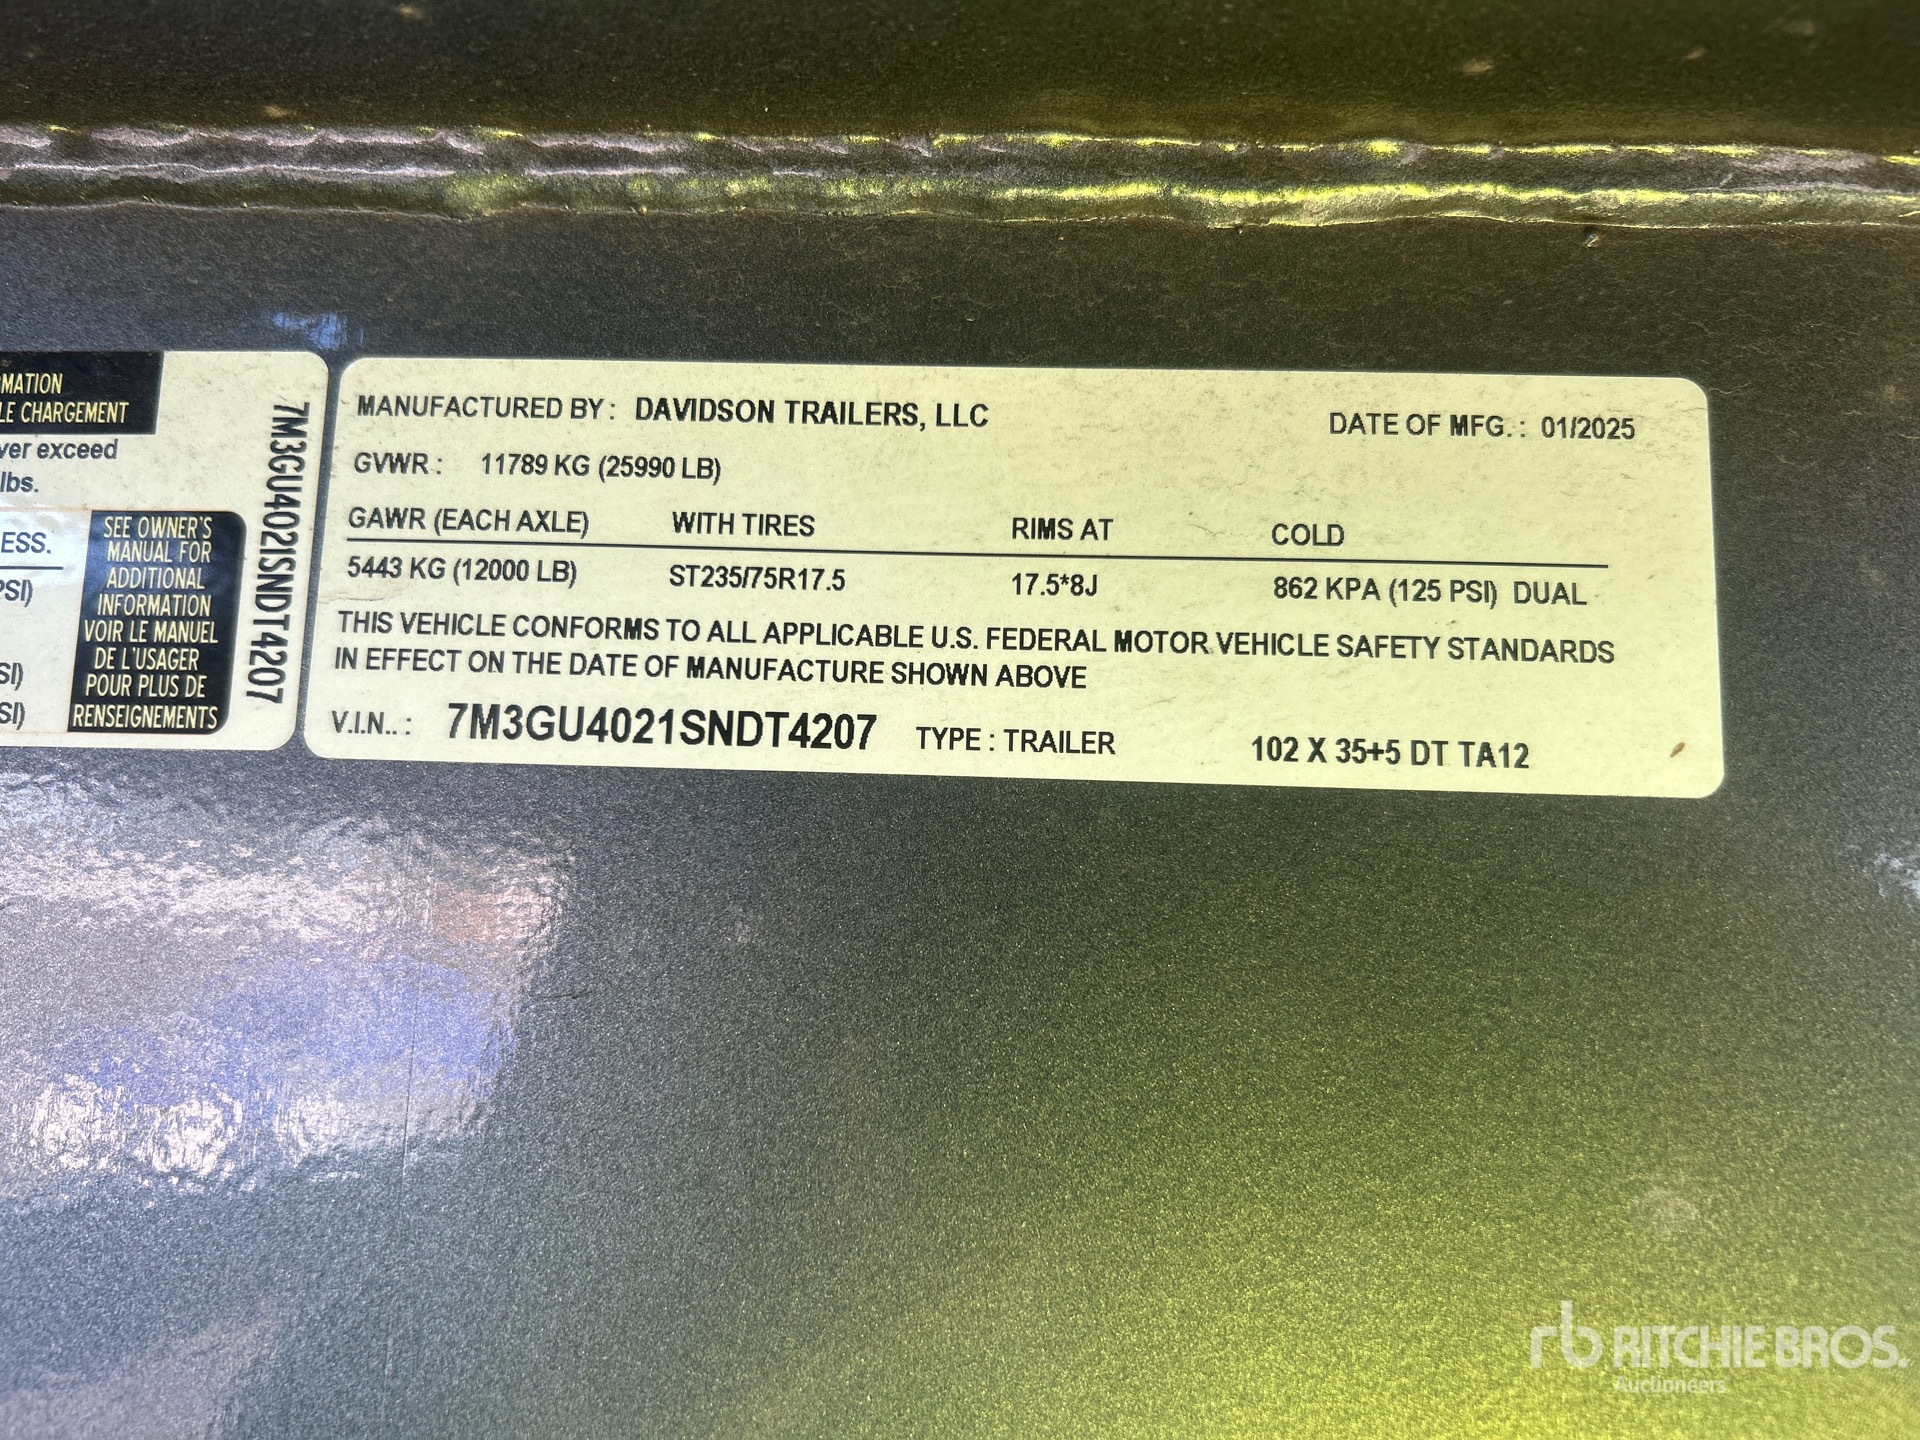 MATION
LE CHARGEMENT
ver exceed
lbs.
ESS.
PSI)
SI)
SI)
SEE OWNER'S
MANUAL FOR
ADDITIONAL
INFORMATION
VOIR LE MANUEL
DE L'USAGER
POUR PLUS DE
RENSEIGNEMENTS
7M3GU4021SNDT4207
MANUFACTURED BY : DAVIDSON TRAILERS, LLC DATE OF MFG. : 01/2025
GVWR : 11789 KG (25990 LB)
GAWR (EACH AXLE) WITH TIRES RIMS AT COLD
5443 KG (12000 LB) ST235/75R17.5 17.5*8J 862 KPA (125 PSI) DUAL
THIS VEHICLE CONFORMS TO ALL APPLICABLE U.S. FEDERAL MOTOR VEHICLE SAFETY STANDARDS
IN EFFECT ON THE DATE OF MANUFACTURE SHOWN ABOVE
V.I.N.. : 7M3GU4021SNDT4207 TYPE : TRAILER 102 X 35+5 DT TA12
rb RITCHIE BROS.
Auctioneers